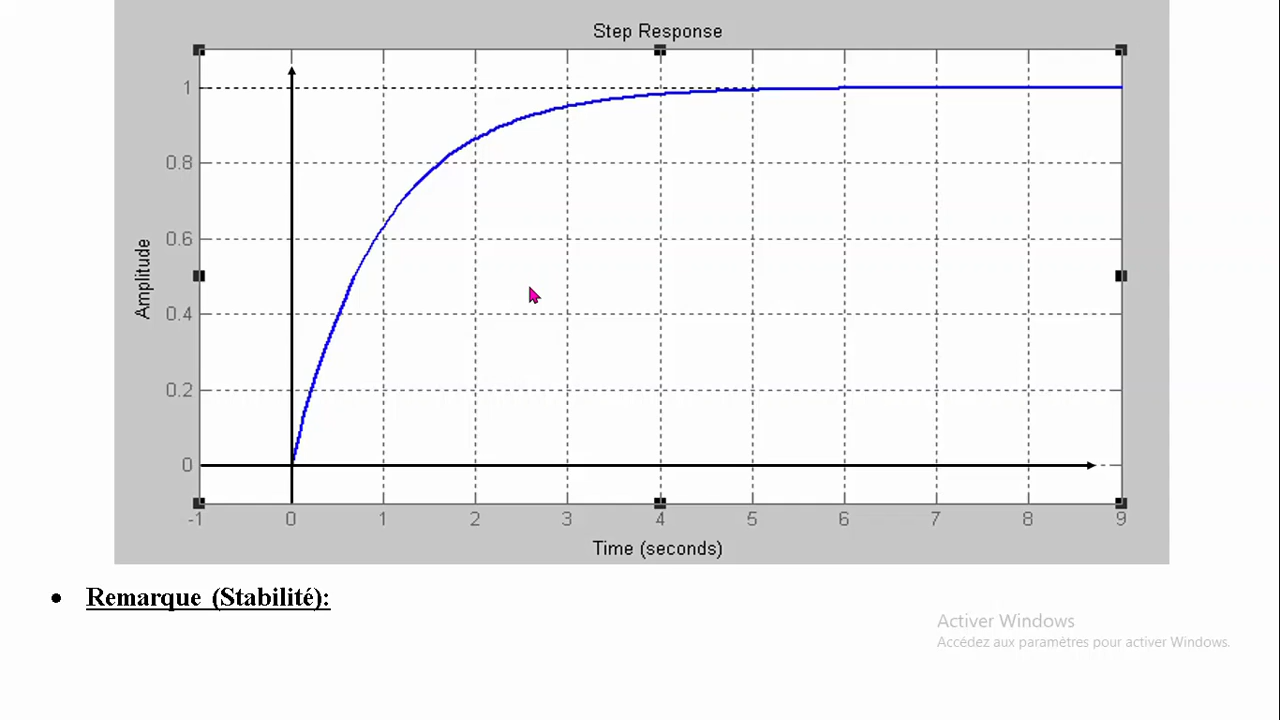 Step Response
1
0.8
0.6
0.4
0.2
0
Amplitude
-1 0 1 2 3 4 5 6 7 8 9
Time (seconds)
• Remarque (Stabilité):
Activer Windows
Accédez aux paramètres pour activer Windows.